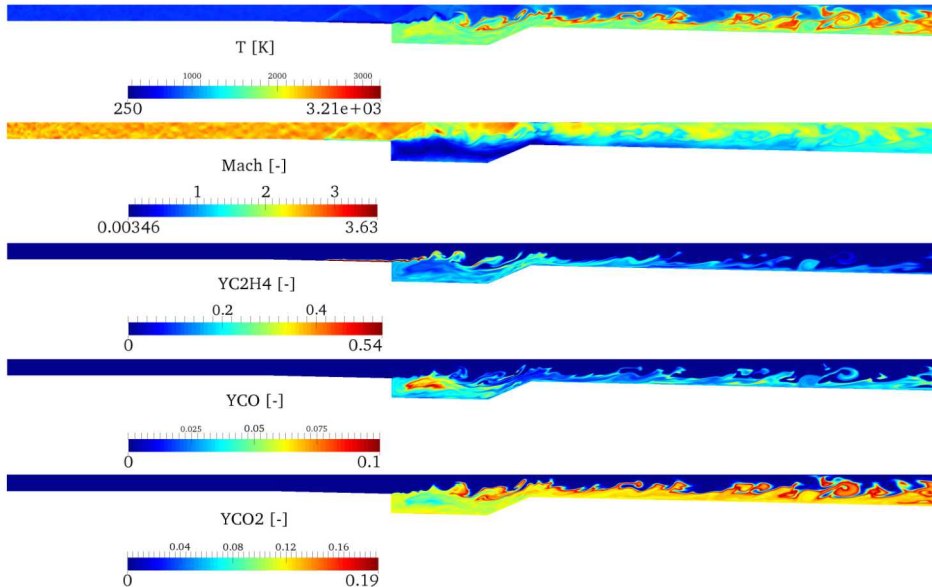 T [K]
1000 2000 3000
250 3.21e+03
Mach [-]
1 2 3
0.00346 3.63
YC2H4 [-]
0.2 0.4
0 0.54
YCO [-]
0.025 0.05 0.075
0 0.1
YCO2 [-]
0.04 0.08 0.12 0.16
0 0.19